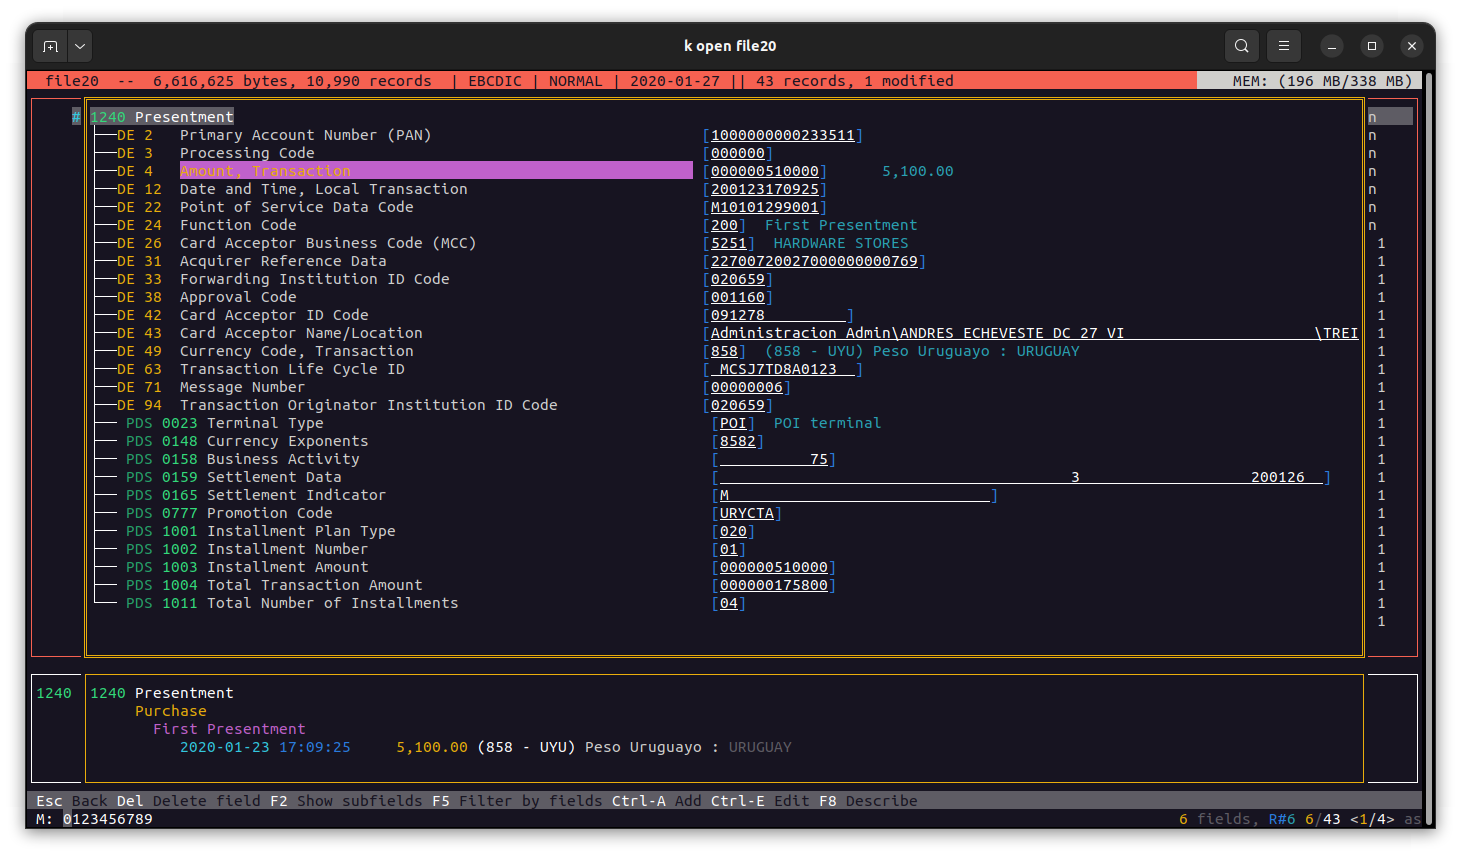 k open file20
file20  --  6,616,625 bytes, 10,990 records  | EBCDIC | NORMAL | 2020-01-27 || 43 records, 1 modified  MEM: (196 MB/338 MB)
# 1240 Presentment n
DE 2   Primary Account Number (PAN) [1000000000233511] n
DE 3   Processing Code [000000] n
DE 4   Amount, Transaction [000000510000]      5,100.00 n
DE 12  Date and Time, Local Transaction [200123170925] n
DE 22  Point of Service Data Code [M10101299001] n
DE 24  Function Code [200]  First Presentment n
DE 26  Card Acceptor Business Code (MCC) [5251]  HARDWARE STORES 1
DE 31  Acquirer Reference Data [22700720027000000000769] 1
DE 33  Forwarding Institution ID Code [020659] 1
DE 38  Approval Code [001160] 1
DE 42  Card Acceptor ID Code [091278         ] 1
DE 43  Card Acceptor Name/Location [Administracion Admin\ANDRES ECHEVESTE DC 27 VI                     \TREI 1
DE 49  Currency Code, Transaction [858]  (858 - UYU) Peso Uruguayo : URUGUAY 1
DE 63  Transaction Life Cycle ID [ MCSJ7TD8A0123  ] 1
DE 71  Message Number [00000006] 1
DE 94  Transaction Originator Institution ID Code [020659] 1
PDS 0023 Terminal Type [POI]  POI terminal 1
PDS 0148 Currency Exponents [8582] 1
PDS 0158 Business Activity [          75] 1
PDS 0159 Settlement Data [                                       3                   200126  ] 1
PDS 0165 Settlement Indicator [M                             ] 1
PDS 0777 Promotion Code [URYCTA] 1
PDS 1001 Installment Plan Type [020] 1
PDS 1002 Installment Number [01] 1
PDS 1003 Installment Amount [000000510000] 1
PDS 1004 Total Transaction Amount [000000175800] 1
PDS 1011 Total Number of Installments [04] 1
1
1240 1240 Presentment
Purchase
First Presentment
2020-01-23 17:09:25     5,100.00 (858 - UYU) Peso Uruguayo : URUGUAY
Esc Back Del Delete field F2 Show subfields F5 Filter by fields Ctrl-A Add Ctrl-E Edit F8 Describe
M: 0123456789 6 fields, R#6 6/43 <1/4> as